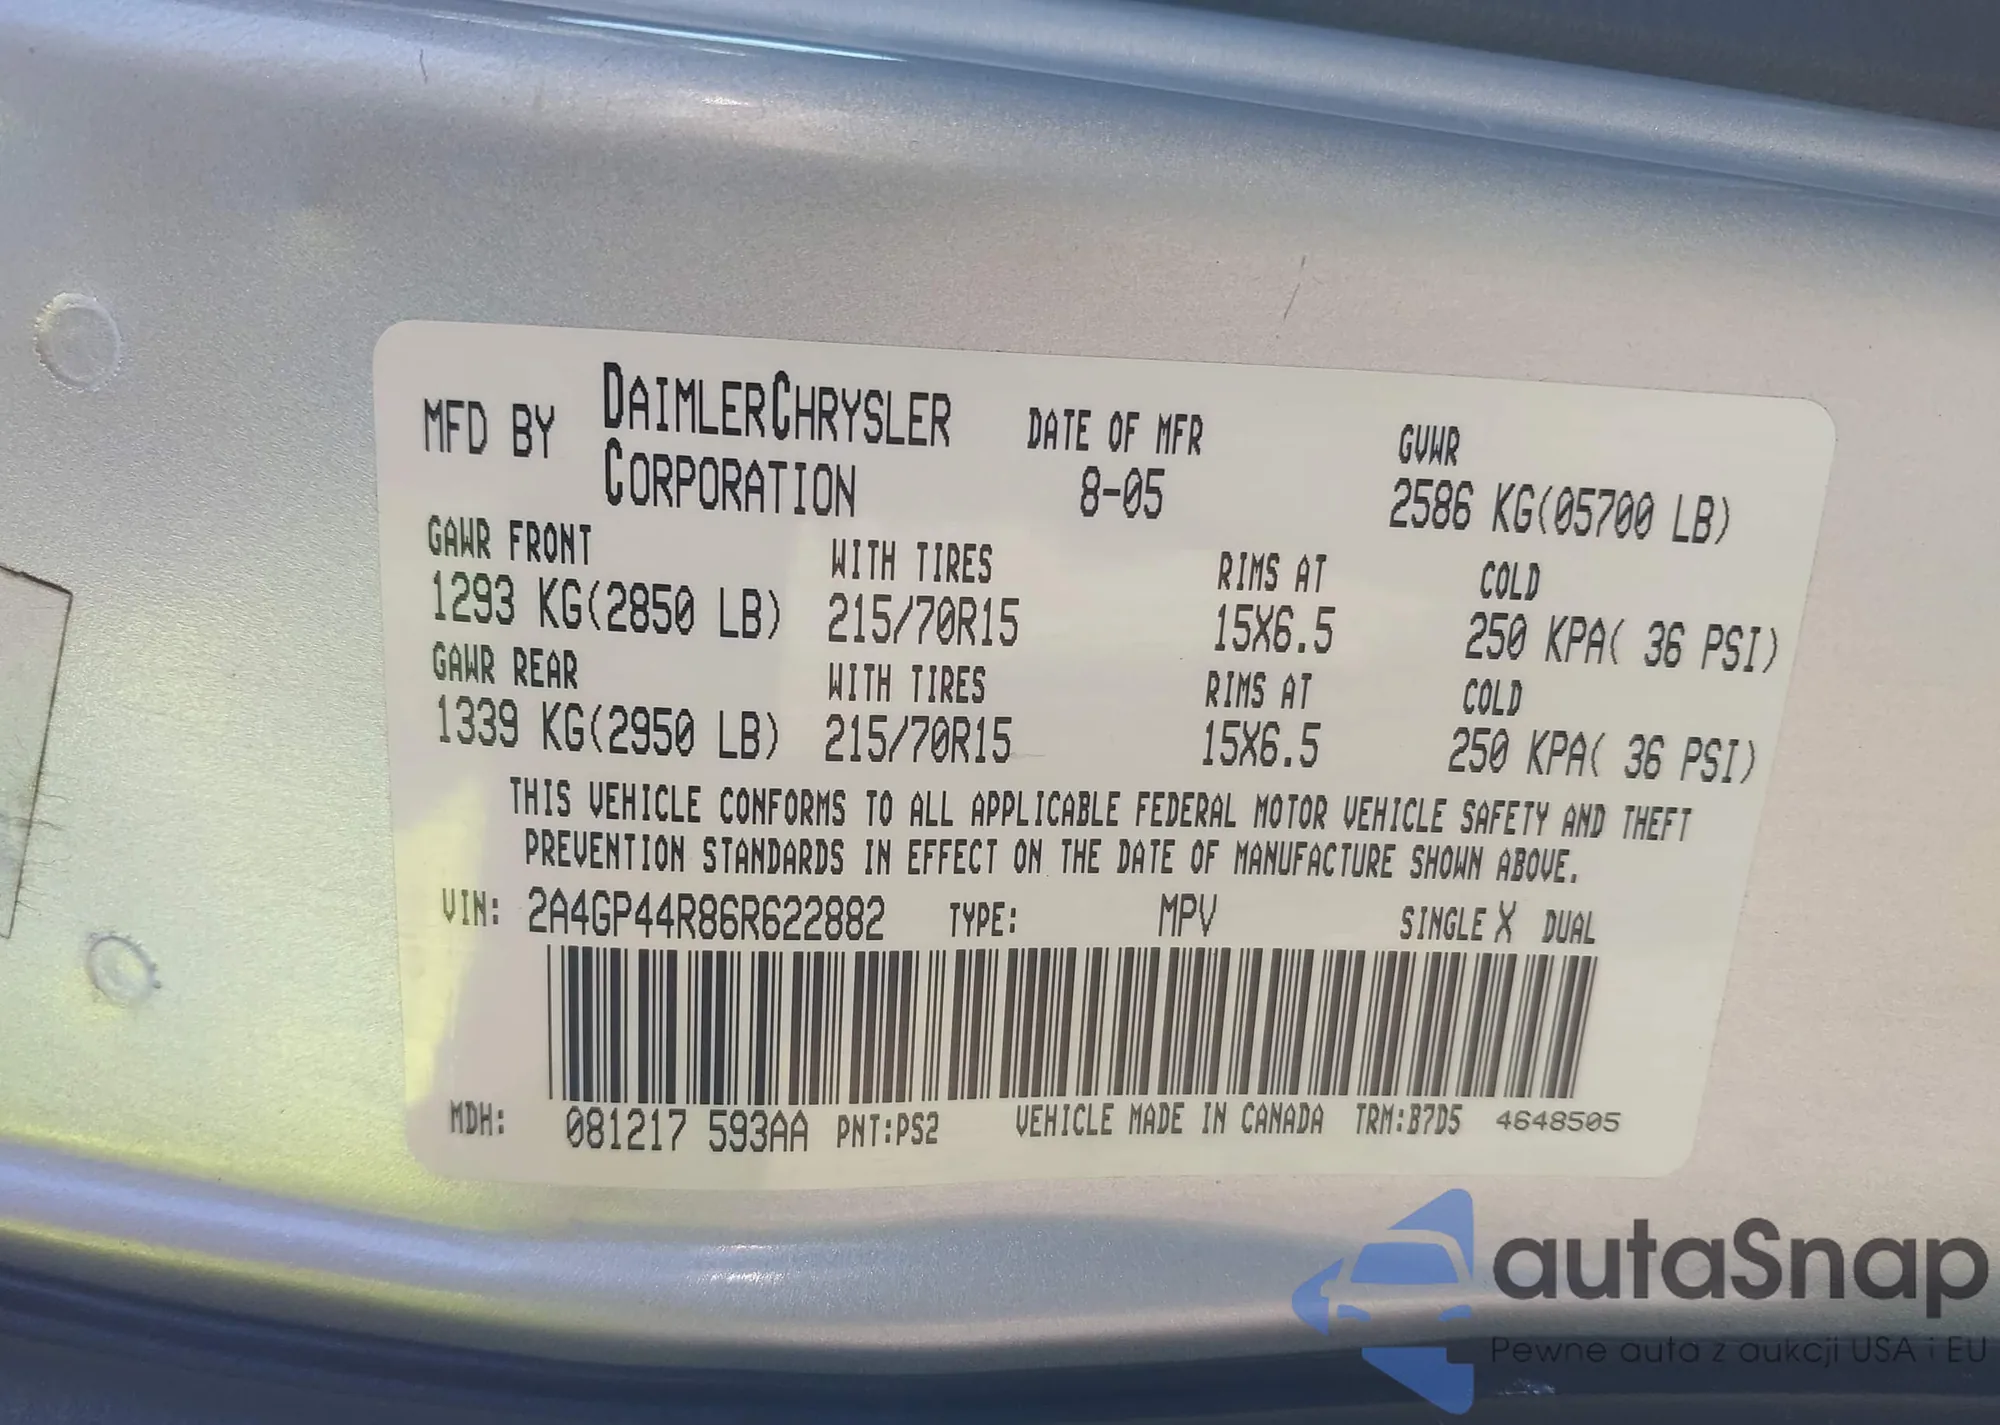 MFD BY DAIMLERCHRYSLER CORPORATION DATE OF MFR 8-05 GVWR 2586 KG(05700 LB)
GAWR FRONT WITH TIRES RIMS AT COLD
1293 KG(2850 LB) 215/70R15 15X6.5 250 KPA( 36 PSI)
GAWR REAR WITH TIRES RIMS AT COLD
1339 KG(2950 LB) 215/70R15 15X6.5 250 KPA( 36 PSI)
THIS VEHICLE CONFORMS TO ALL APPLICABLE FEDERAL MOTOR VEHICLE SAFETY AND THEFT
PREVENTION STANDARDS IN EFFECT ON THE DATE OF MANUFACTURE SHOWN ABOVE.
VIN: 2A4GP44R86R622882 TYPE: MPV SINGLE X DUAL
MDH: 081217 593AA PNT:PS2 VEHICLE MADE IN CANADA TRM:B7D5 4648505
autaSnap
Pewne auta z aukcji USA i EU